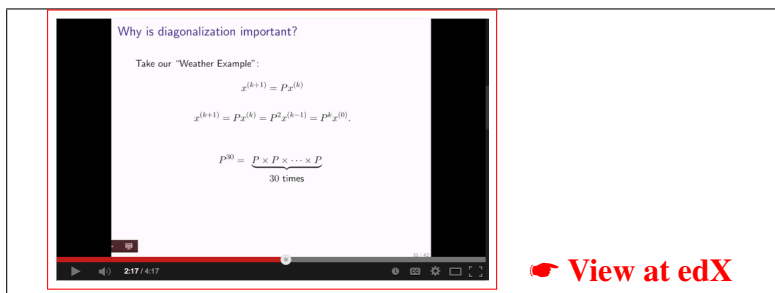 Why is diagonalization important?
Take our "Weather Example":
x^{(k+1)} = Px^{(k)}
x^{(k+1)} = Px^{(k)} = P^2x^{(k−1)} = P^kx^{(0)}.
P^{30} = P × P × ··· × P
30 times
2:17 / 4:17
☛ View at edX